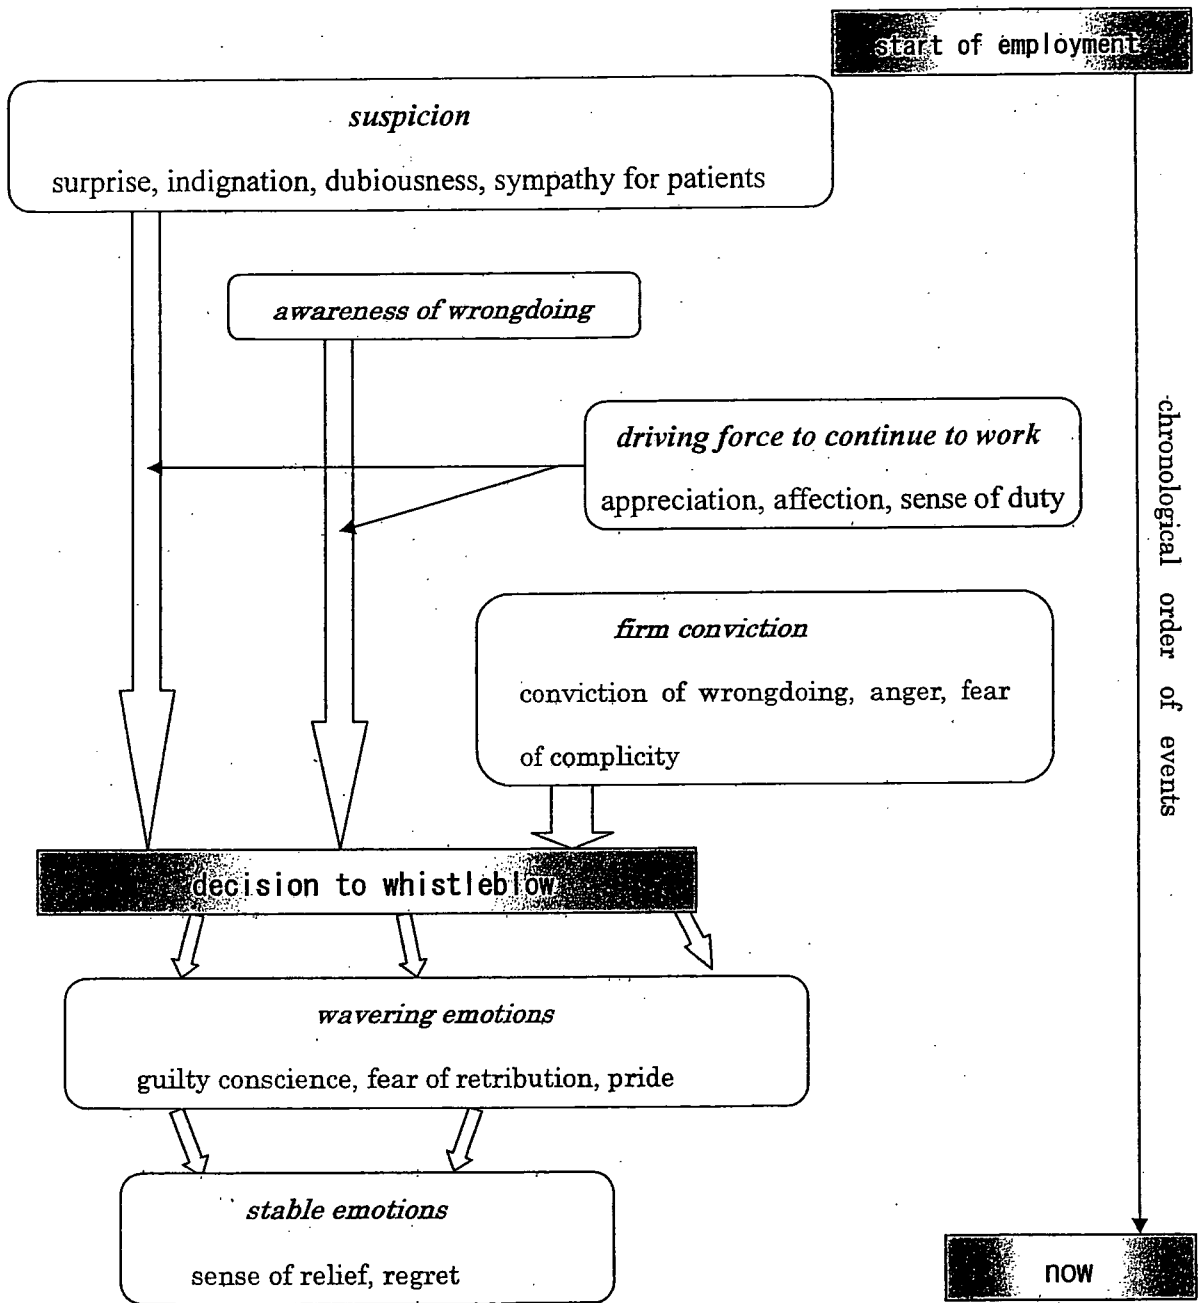 start of employment
suspicion
surprise, indignation, dubiousness, sympathy for patients
awareness of wrongdoing
driving force to continue to work
appreciation, affection, sense of duty
chronological order of events
firm conviction
conviction of wrongdoing, anger, fear
of complicity
decision to whistleblow
wavering emotions
guilty conscience, fear of retribution, pride
stable emotions
sense of relief, regret
now